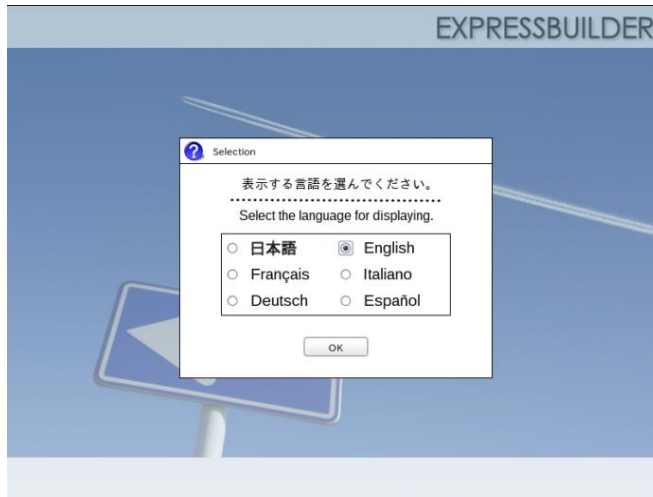 EXPRESSBUILDER
Selection
表示する言語を選んでください。
Select the language for displaying.
日本語 English
Français Italiano
Deutsch Español
OK